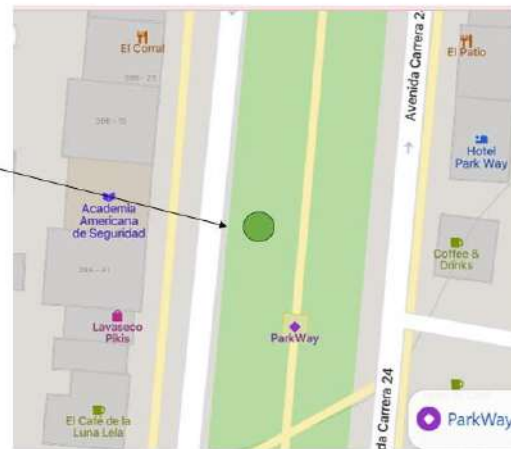 El Corral
El Patio
Avenida Carrera 24
Hotel
Park Way
Academia
Americana
de Seguridad
Coffee &
Drinks
Lavaseco
Pikis
ParkWay
El Café de la
Luna Lela
da Carrera 24
ParkWay